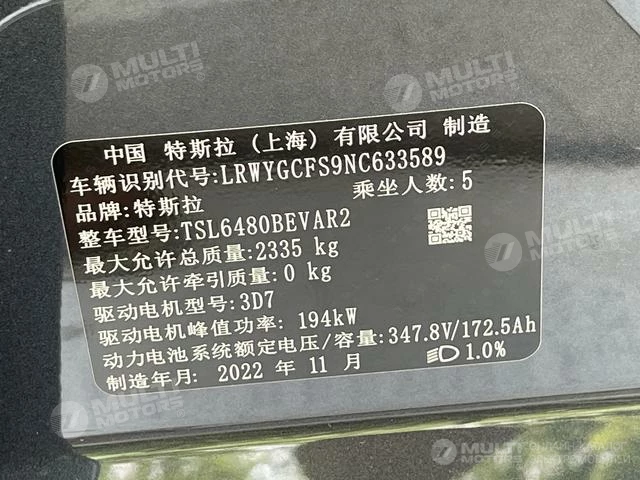 MULTI
MOTORS
MULTI
MOTORS
中国 特斯拉（上海）有限公司 制造
车辆识别代号:LRWYGCFS9NC633589
品牌:特斯拉
乘坐人数:5
整车型号:TSL6480BEVAR2
最大允许总质量:2335 kg
最大允许牵引质量:0 kg
驱动电机型号:3D7
驱动电机峰值功率: 194kW
动力电池系统额定电压/容量:347.8V/172.5Ah
制造年月: 2022 年 11 月
1.0%
MULTI
MOTORS
MULTI
MOTORS